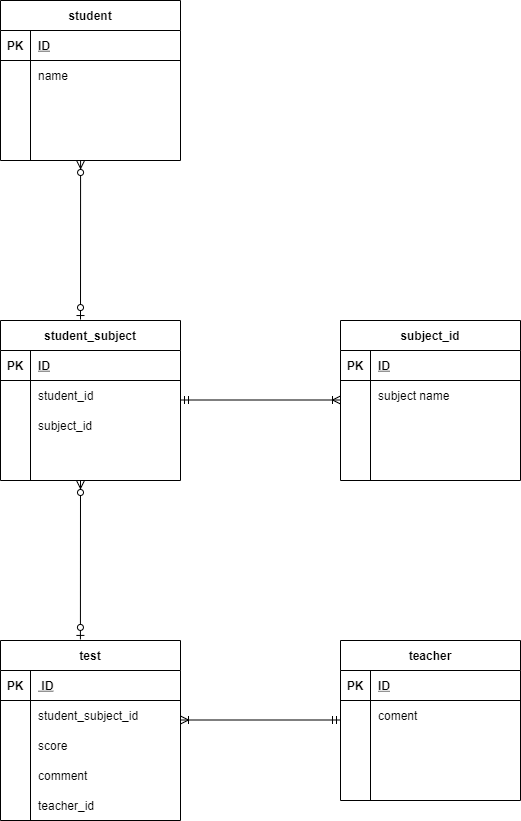 student
PK ID
name
student_subject
PK ID
student_id
subject_id
subject_id
PK ID
subject name
test
PK ID
student_subject_id
score
comment
teacher_id
teacher
PK ID
coment